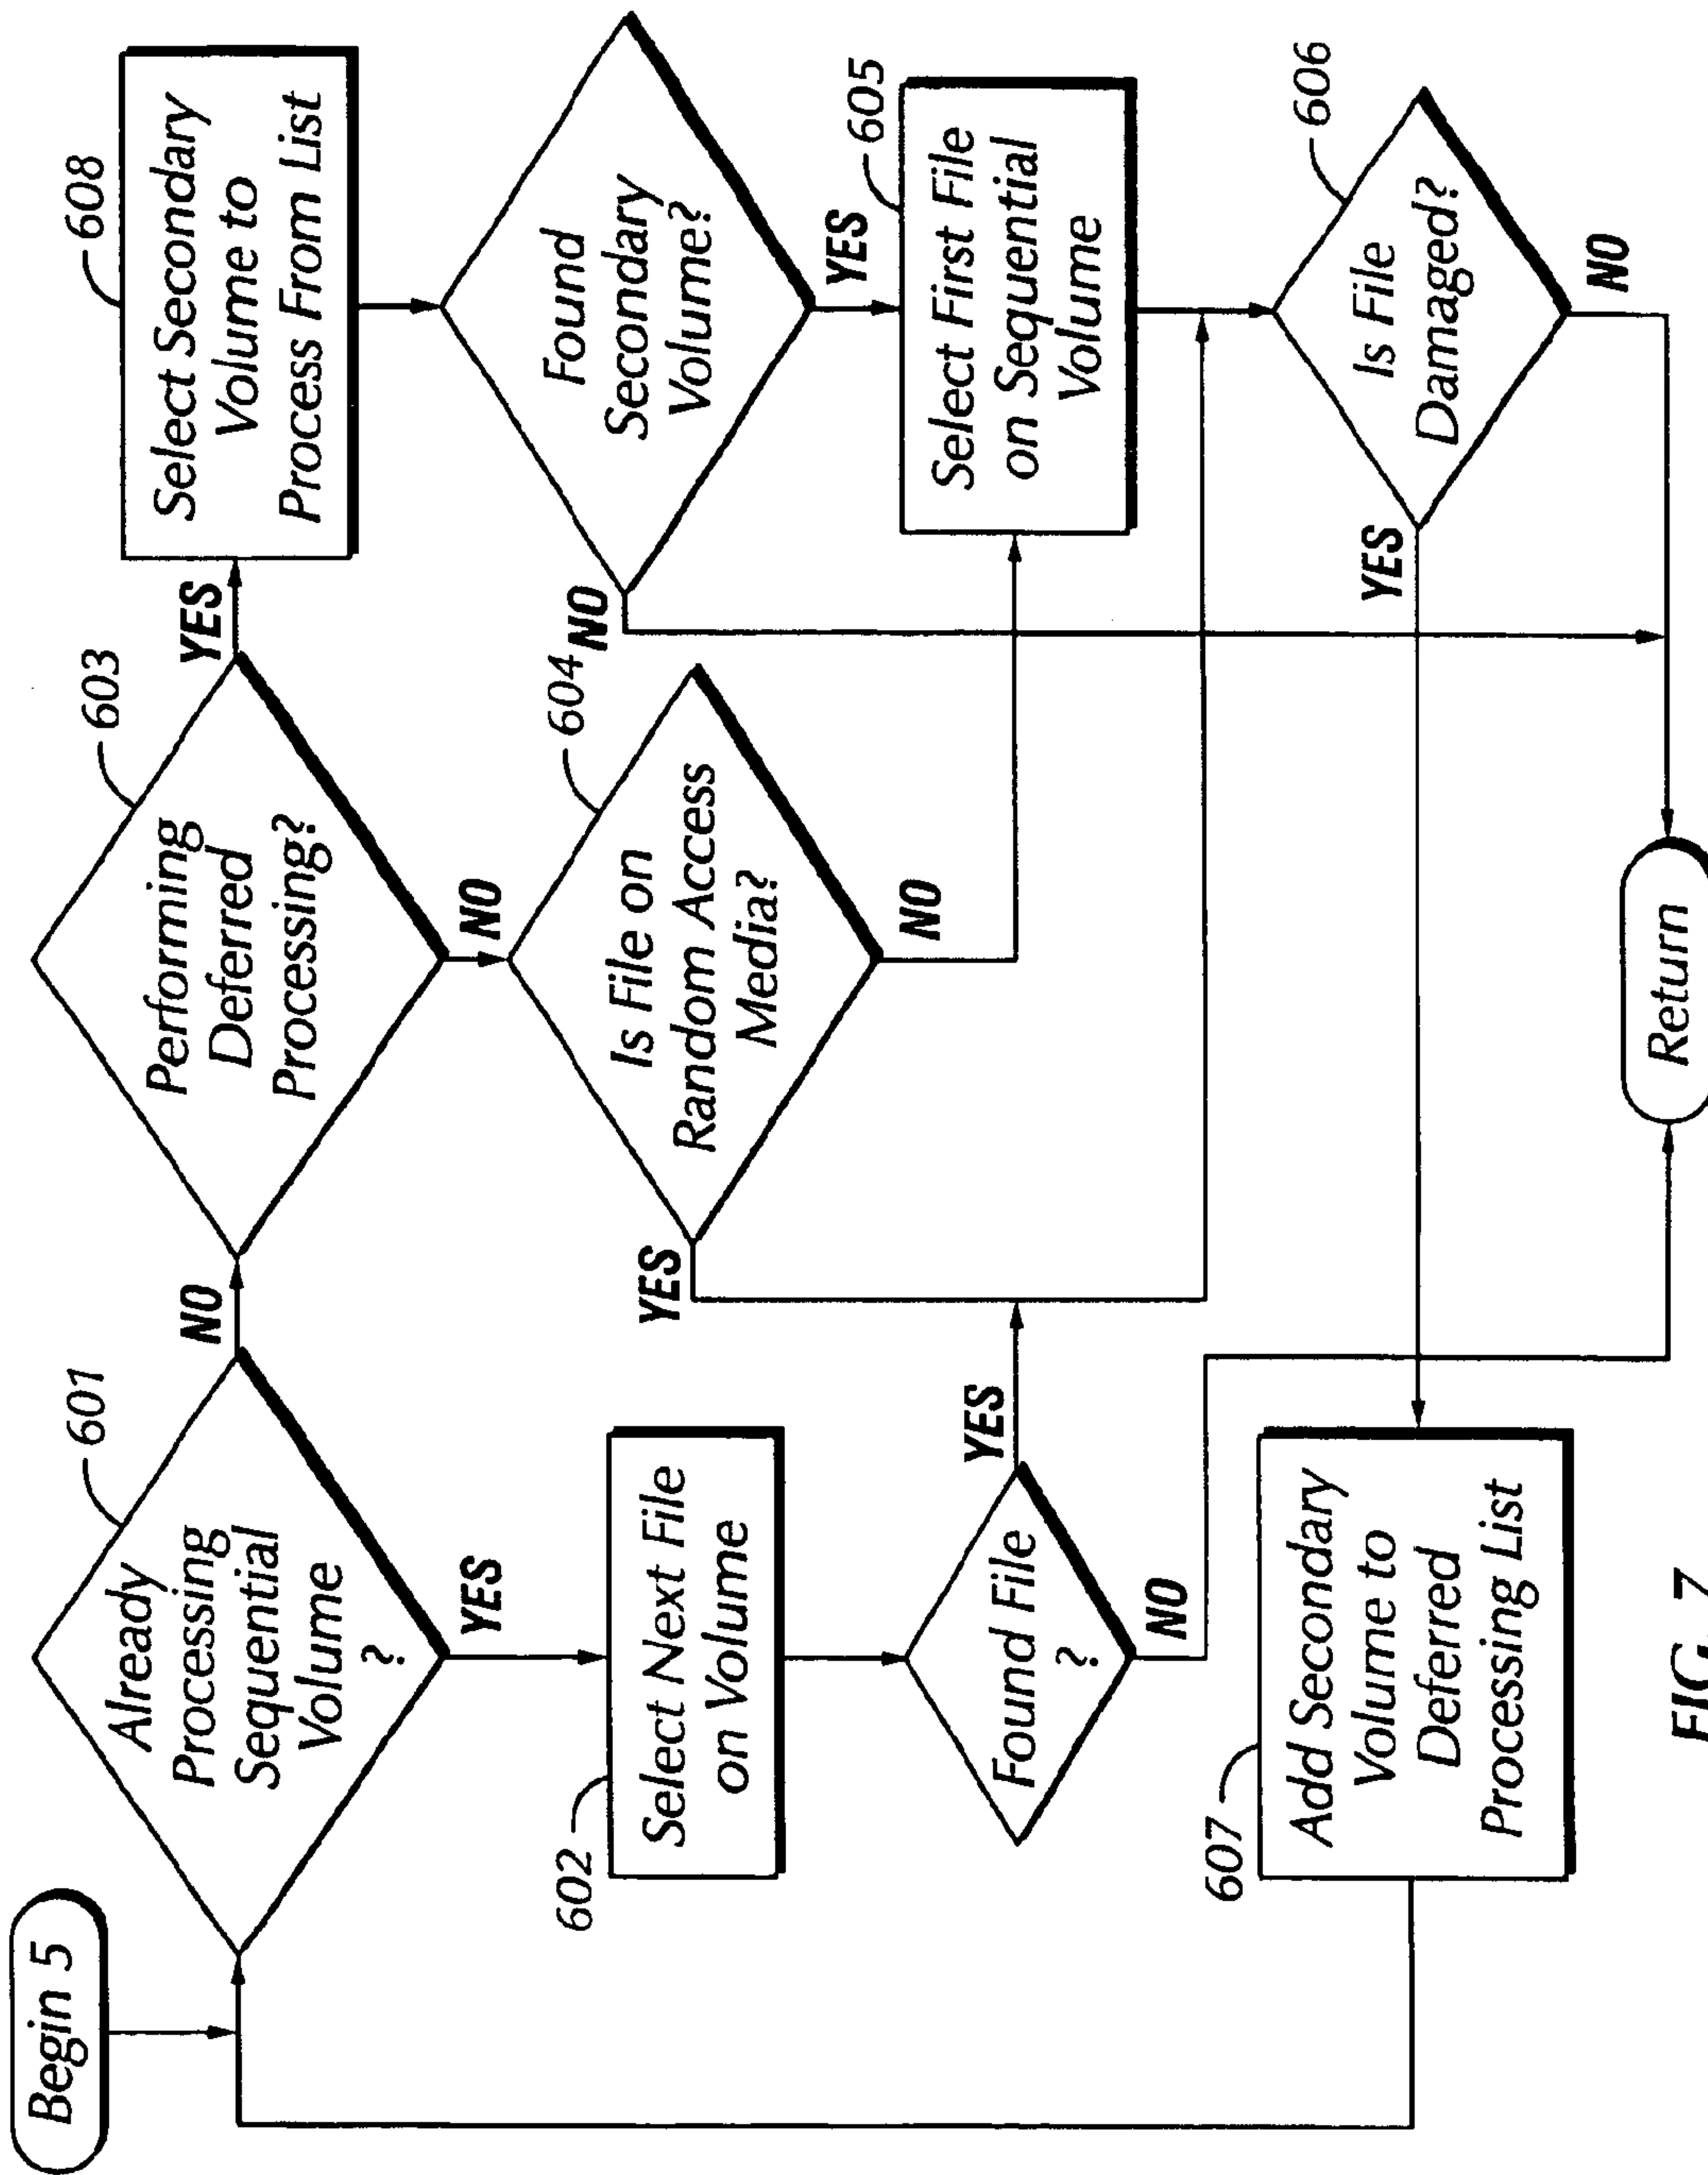 Begin 5
601
Already
Processing
Sequential
Volume
?
NO
YES
603
Performing
Deferred
Processing?
YES
NO
608
Select Secondary
Volume to
Process From List
602
Select Next File
on Volume
604
Is File on
Random Access
Media?
YES
NO
Found
Secondary
Volume?
NO
YES
Found File
?
YES
NO
605
Select First File
on Sequential
Volume
607
Add Secondary
Volume to
Deferred
Processing List
606
Is File
Damaged?
YES
NO
Return
FIG. 7